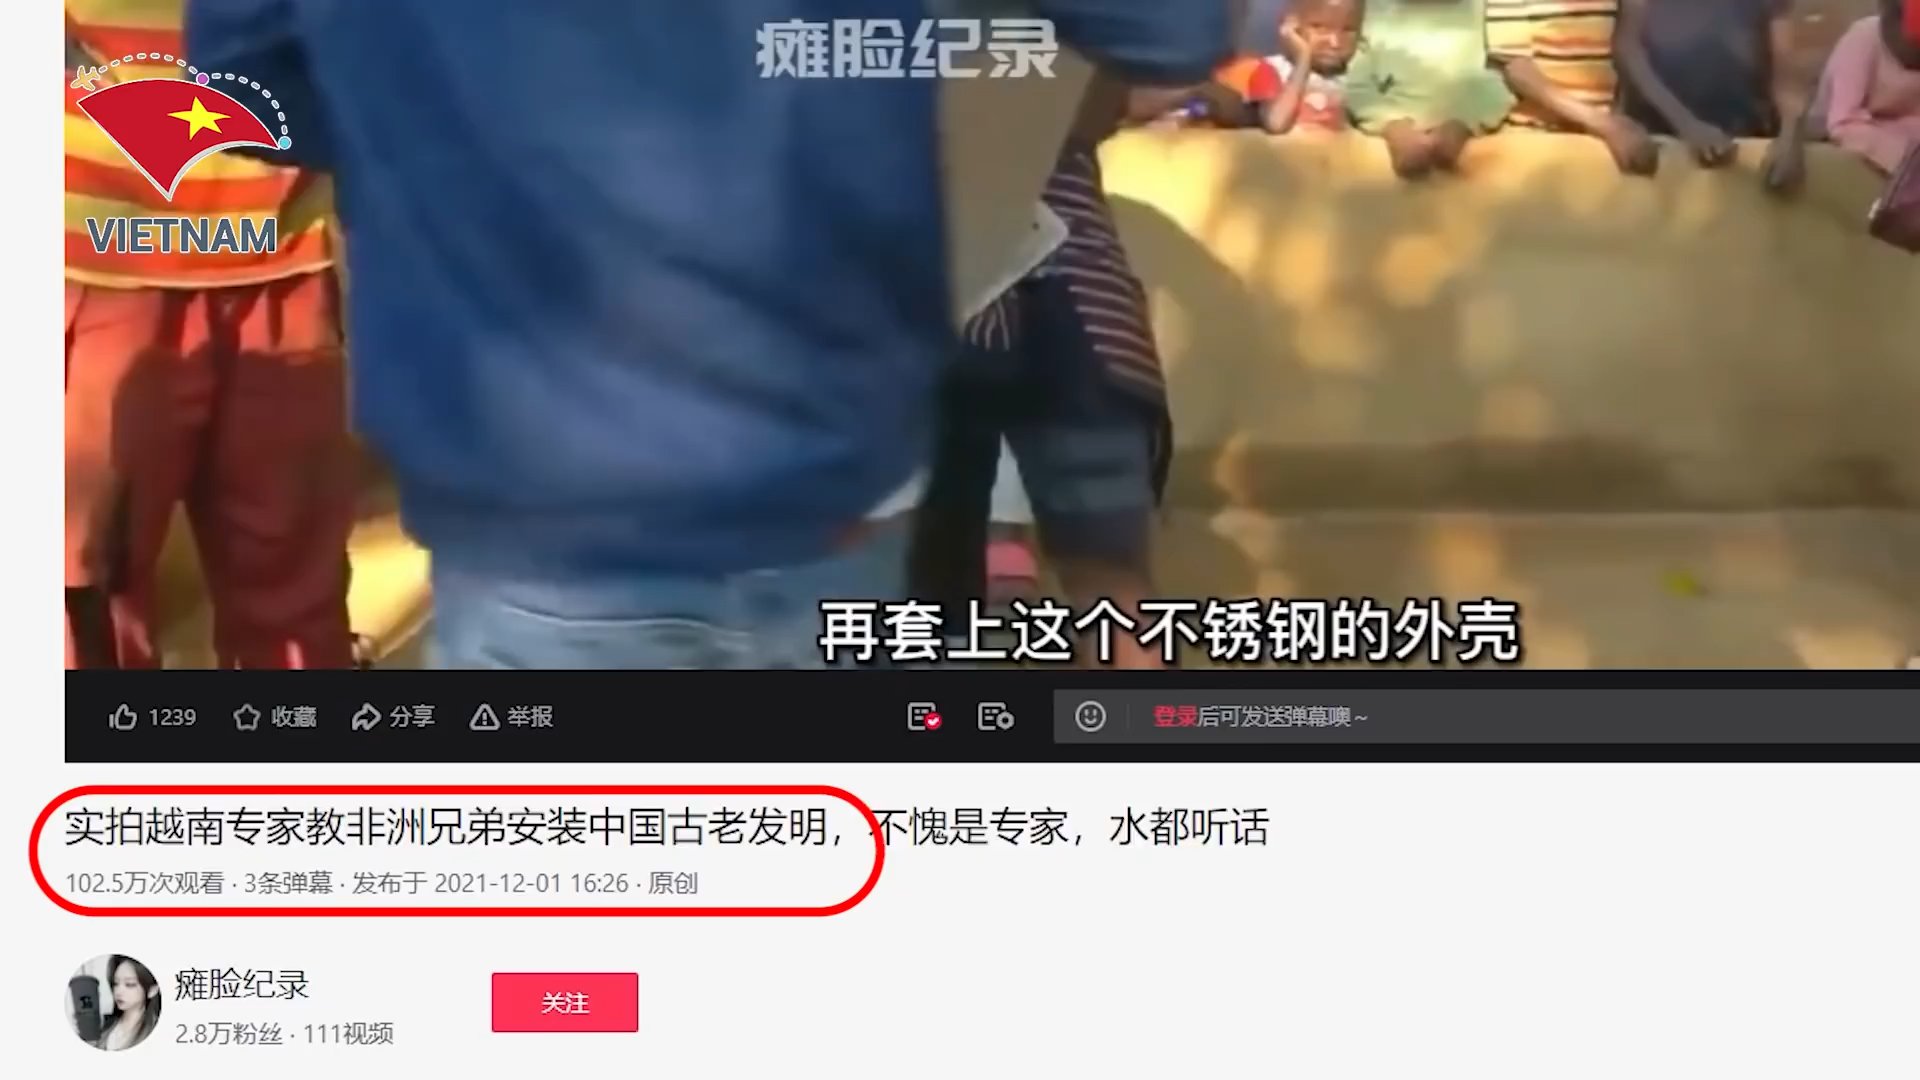 瘫脸纪录
VIETNAM
再套上这个不锈钢的外壳
1239 收藏 分享 举报 登录后可发送弹幕噢~
实拍越南专家教非洲兄弟安装中国古老发明，不愧是专家，水都听话
102.5万次观看 · 3条弹幕 · 发布于 2021-12-01 16:26 · 原创
瘫脸纪录
2.8万粉丝 · 111视频
关注